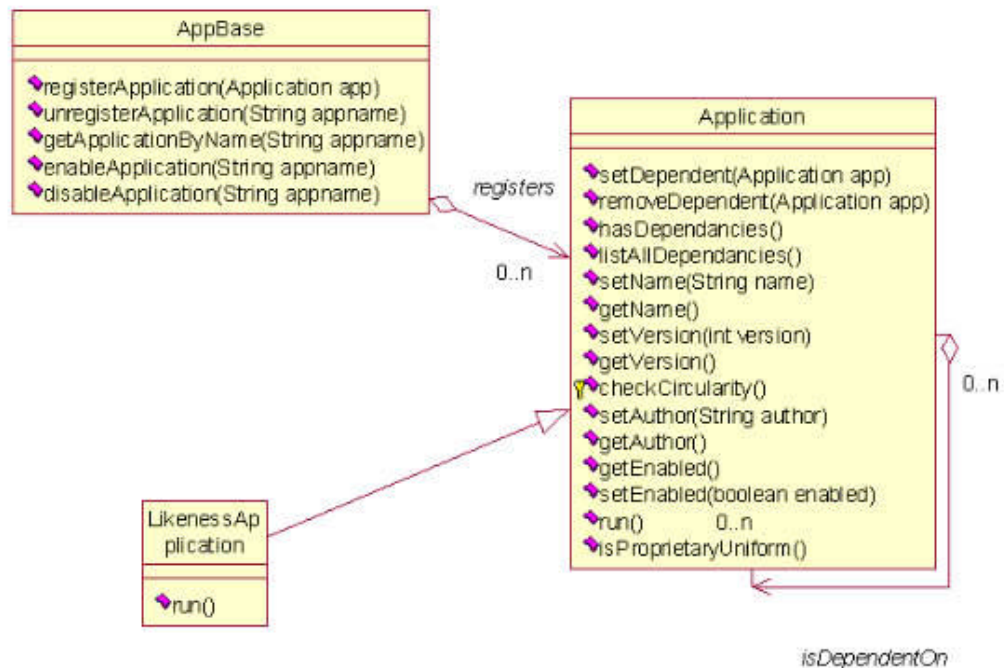 AppBase
registerApplication(Application app)
unregisterApplication(String appname)
getApplicationByName(String appname)
enableApplication(String appname)
disableApplication(String appname)
registers
0..n
Application
setDependent(Application app)
removeDependent(Application app)
hasDependancies()
listAllDependancies()
setName(String name)
getName()
setVersion(int version)
getVersion()
checkCircularity()
setAuthor(String author)
getAuthor()
getEnabled()
setEnabled(boolean enabled)
run()
0..n
isProprietaryUniform()
0..n
LikenessAp
plication
run()
isDependentOn